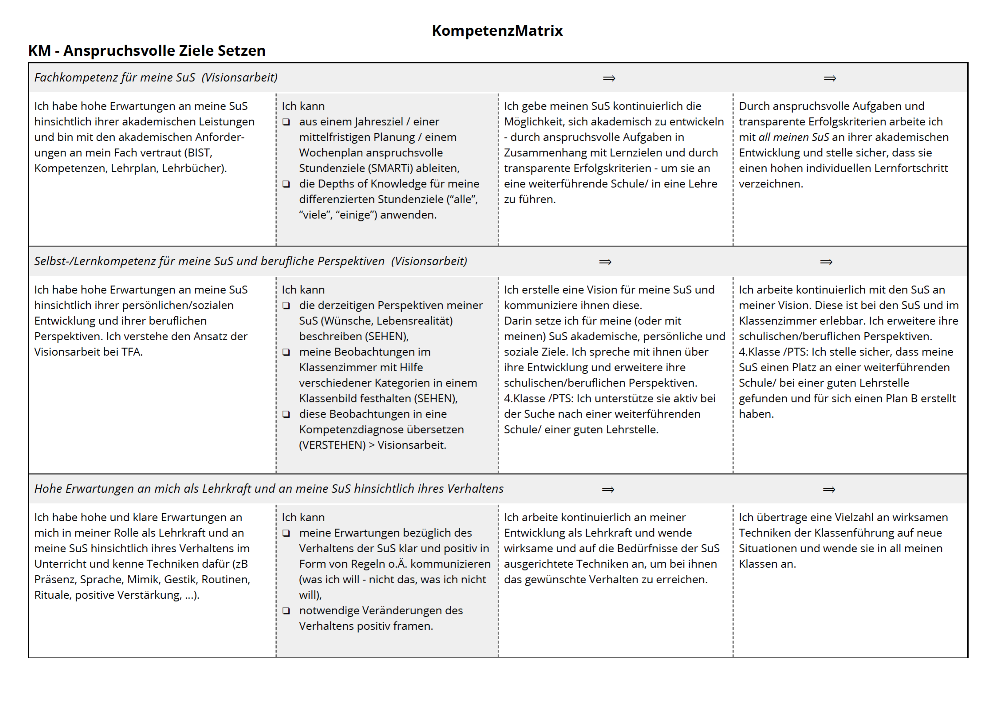 KompetenzMatrix
KM - Anspruchsvolle Ziele Setzen
Fachkompetenz für meine SuS (Visionsarbeit) ⇒ ⇒
Ich habe hohe Erwartungen an meine SuS
hinsichtlich ihrer akademischen Leistungen
und bin mit den akademischen Anforder-
ungen an mein Fach vertraut (BIST,
Kompetenzen, Lehrplan, Lehrbücher).
Ich kann
❏ aus einem Jahresziel / einer
mittelfristigen Planung / einem
Wochenplan anspruchsvolle
Stundenziele (SMARTi) ableiten,
❏ die Depths of Knowledge für meine
differenzierten Stundenziele (“alle”,
“viele”, “einige”) anwenden.
Ich gebe meinen SuS kontinuierlich die
Möglichkeit, sich akademisch zu entwickeln
- durch anspruchsvolle Aufgaben in
Zusammenhang mit Lernzielen und durch
transparente Erfolgskriterien - um sie an
eine weiterführende Schule/ in eine Lehre
zu führen.
Durch anspruchsvolle Aufgaben und
transparente Erfolgskriterien arbeite ich
mit all meinen SuS an ihrer akademischen
Entwicklung und stelle sicher, dass sie
einen hohen individuellen Lernfortschritt
verzeichnen.
Selbst-/Lernkompetenz für meine SuS und berufliche Perspektiven (Visionsarbeit) ⇒ ⇒
Ich habe hohe Erwartungen an meine SuS
hinsichtlich ihrer persönlichen/sozialen
Entwicklung und ihrer beruflichen
Perspektiven. Ich verstehe den Ansatz der
Visionsarbeit bei TFA.
Ich kann
❏ die derzeitigen Perspektiven meiner
SuS (Wünsche, Lebensrealität)
beschreiben (SEHEN),
❏ meine Beobachtungen im
Klassenzimmer mit Hilfe
verschiedener Kategorien in einem
Klassenbild festhalten (SEHEN),
❏ diese Beobachtungen in eine
Kompetenzdiagnose übersetzen
(VERSTEHEN) > Visionsarbeit.
Ich erstelle eine Vision für meine SuS und
kommuniziere ihnen diese.
Darin setze ich für meine (oder mit
meinen) SuS akademische, persönliche und
soziale Ziele. Ich spreche mit ihnen über
ihre Entwicklung und erweitere ihre
schulischen/beruflichen Perspektiven.
4.Klasse /PTS: Ich unterstütze sie aktiv bei
der Suche nach einer weiterführenden
Schule/ einer guten Lehrstelle.
Ich arbeite kontinuierlich mit den SuS an
meiner Vision. Diese ist bei den SuS und im
Klassenzimmer erlebbar. Ich erweitere ihre
schulischen/beruflichen Perspektiven.
4.Klasse /PTS: Ich stelle sicher, dass meine
SuS einen Platz an einer weiterführenden
Schule/ bei einer guten Lehrstelle
gefunden und für sich einen Plan B erstellt
haben.
Hohe Erwartungen an mich als Lehrkraft und an meine SuS hinsichtlich ihres Verhaltens ⇒ ⇒
Ich habe hohe und klare Erwartungen an
mich in meiner Rolle als Lehrkraft und an
meine SuS hinsichtlich ihres Verhaltens im
Unterricht und kenne Techniken dafür (zB
Präsenz, Sprache, Mimik, Gestik, Routinen,
Rituale, positive Verstärkung, ...).
Ich kann
❏ meine Erwartungen bezüglich des
Verhaltens der SuS klar und positiv in
Form von Regeln o.Ä. kommunizieren
(was ich will - nicht das, was ich nicht
will),
❏ notwendige Veränderungen des
Verhaltens positiv framen.
Ich arbeite kontinuierlich an meiner
Entwicklung als Lehrkraft und wende
wirksame und auf die Bedürfnisse der SuS
ausgerichtete Techniken an, um bei ihnen
das gewünschte Verhalten zu erreichen.
Ich übertrage eine Vielzahl an wirksamen
Techniken der Klassenführung auf neue
Situationen und wende sie in all meinen
Klassen an.